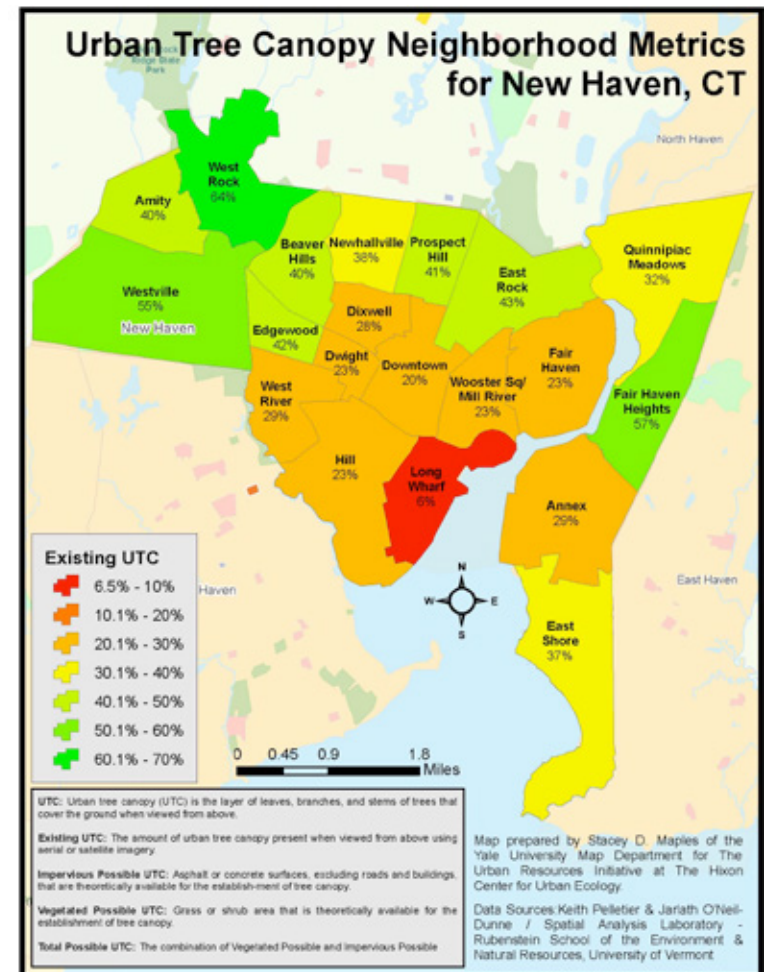 Urban Tree Canopy Neighborhood Metrics
for New Haven, CT
Ridge State
Park
North Haven
West
Rock
64%
Amity
40%
Beaver
Hills
40%
Newhallville
38%
Prospect
Hill
41%
East
Rock
43%
Quinnipiac
Meadows
32%
Westville
55%
New Haven
Edgewood
42%
Dixwell
28%
Dwight
23%
Downtown
20%
Wooster Sq/
Mill River
23%
Fair
Haven
23%
Fair Haven
Heights
57%
West
River
29%
Hill
23%
Long
Wharf
6%
Annex
29%
Haven
East Haven
East
Shore
37%
N
W
E
S
Existing UTC
6.5% - 10%
10.1% - 20%
20.1% - 30%
30.1% - 40%
40.1% - 50%
50.1% - 60%
60.1% - 70%
0 0.45 0.9 1.8
Miles
UTC: Urban tree canopy (UTC) is the layer of leaves, branches, and stems of trees that
cover the ground when viewed from above.
Existing UTC: The amount of urban tree canopy present when viewed from above using
aerial or satellite imagery.
Impervious Possible UTC: Asphalt or concrete surfaces, excluding roads and buildings,
that are theoretically available for the establish-ment of tree canopy.
Vegetated Possible UTC: Grass or shrub area that is theoretically available for the
establishment of tree canopy.
Total Possible UTC: The combination of Vegetated Possible and Impervious Possible
Map prepared by Stacey D. Maples of the
Yale University Map Department for The
Urban Resources Initiative at The Hixon
Center for Urban Ecology.
Data Sources:Keith Pelletier & Jarlath O'Neil-
Dunne / Spatial Analysis Laboratory -
Rubenstein School of the Environment &
Natural Resources, University of Vermont